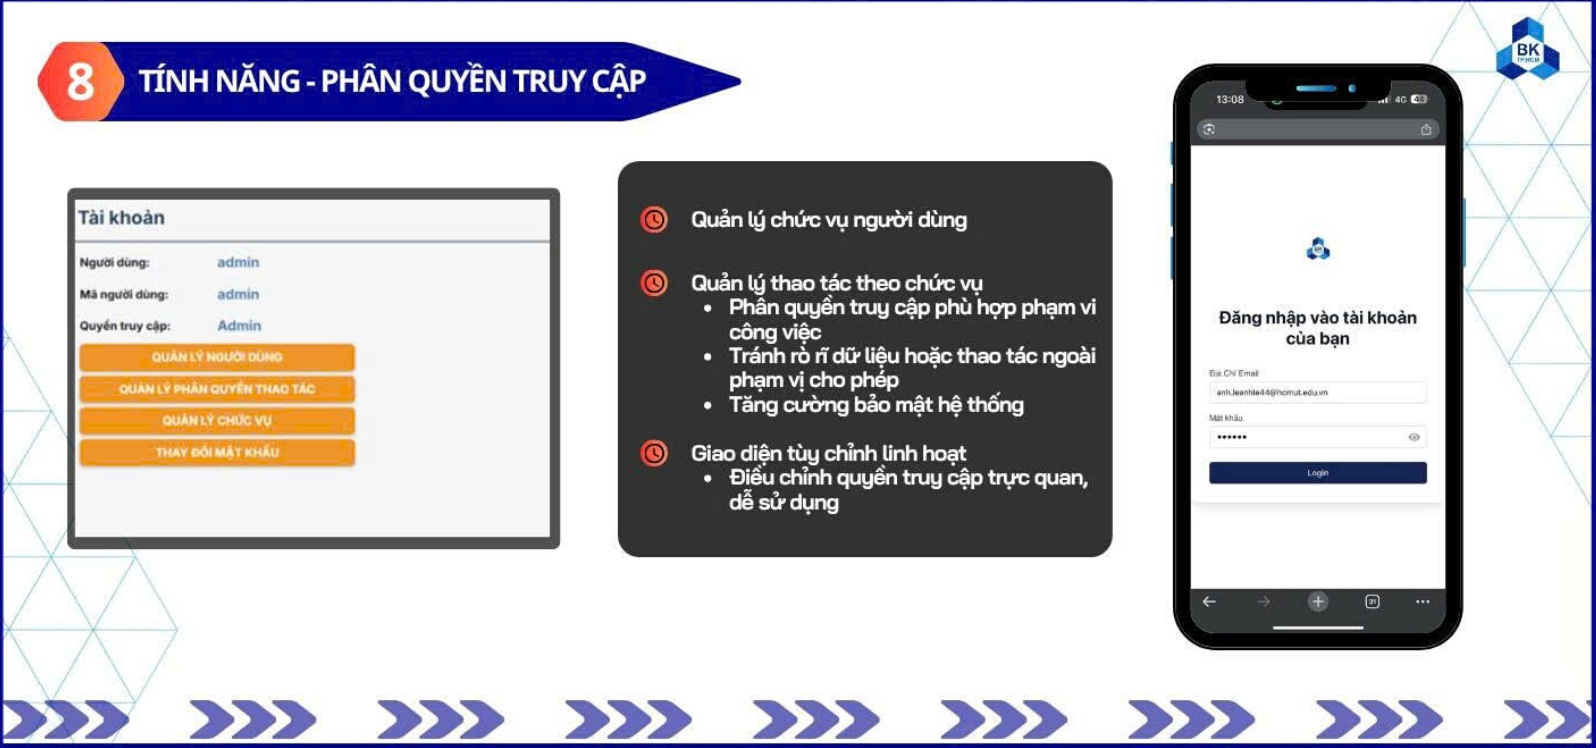 8
TÍNH NĂNG - PHÂN QUYỀN TRUY CẬP
BK
TP.HCM
Tài khoản
Người dùng: admin
Mã người dùng: admin
Quyền truy cập: Admin
QUẢN LÝ NGƯỜI DÙNG
QUẢN LÝ PHÂN QUYỀN THAO TÁC
QUẢN LÝ CHỨC VỤ
THAY ĐỔI MẬT KHẨU
Quản lý chức vụ người dùng
Quản lý thao tác theo chức vụ
• Phân quyền truy cập phù hợp phạm vi
công việc
• Tránh rò rĩ dữ liệu hoặc thao tác ngoài
phạm vị cho phép
• Tăng cường bảo mật hệ thống
Giao diện tùy chỉnh linh hoạt
• Điều chỉnh quyền truy cập trực quan,
dễ sử dụng
13:08
4G 48
BK
Đăng nhập vào tài khoản
của bạn
Địa Chỉ Email
anh.leanhle44@hcmut.edu.vn
Mật khẩu
••••••
Login
31